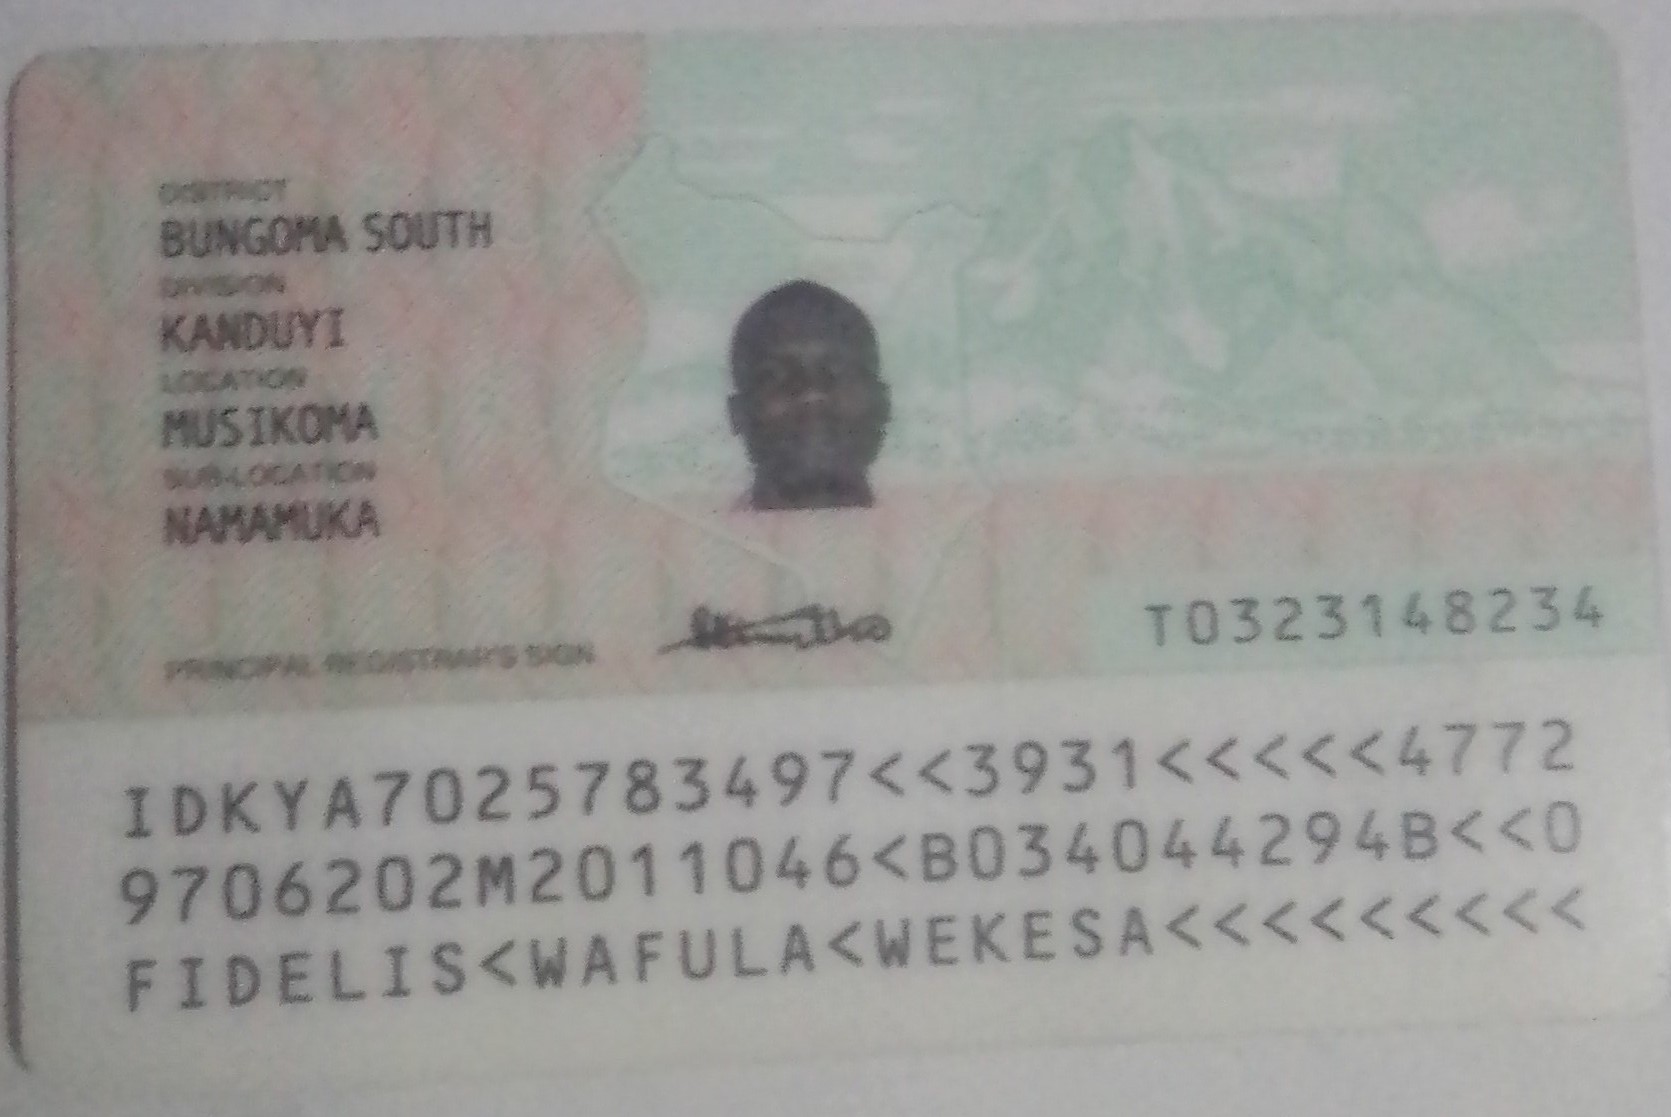 DISTRICT
BUNGOMA SOUTH
DIVISION
KANDUYI
LOCATION
MUSIKOMA
SUB-LOCATION
NAMAMUKA
PRINCIPAL REGISTRAR'S SIGN
T0323148234
IDKYA7025783497<<3931<<<<<4772
9706202M2011046<B034044294B<<0
FIDELIS<WAFULA<WEKESA<<<<<<<<<